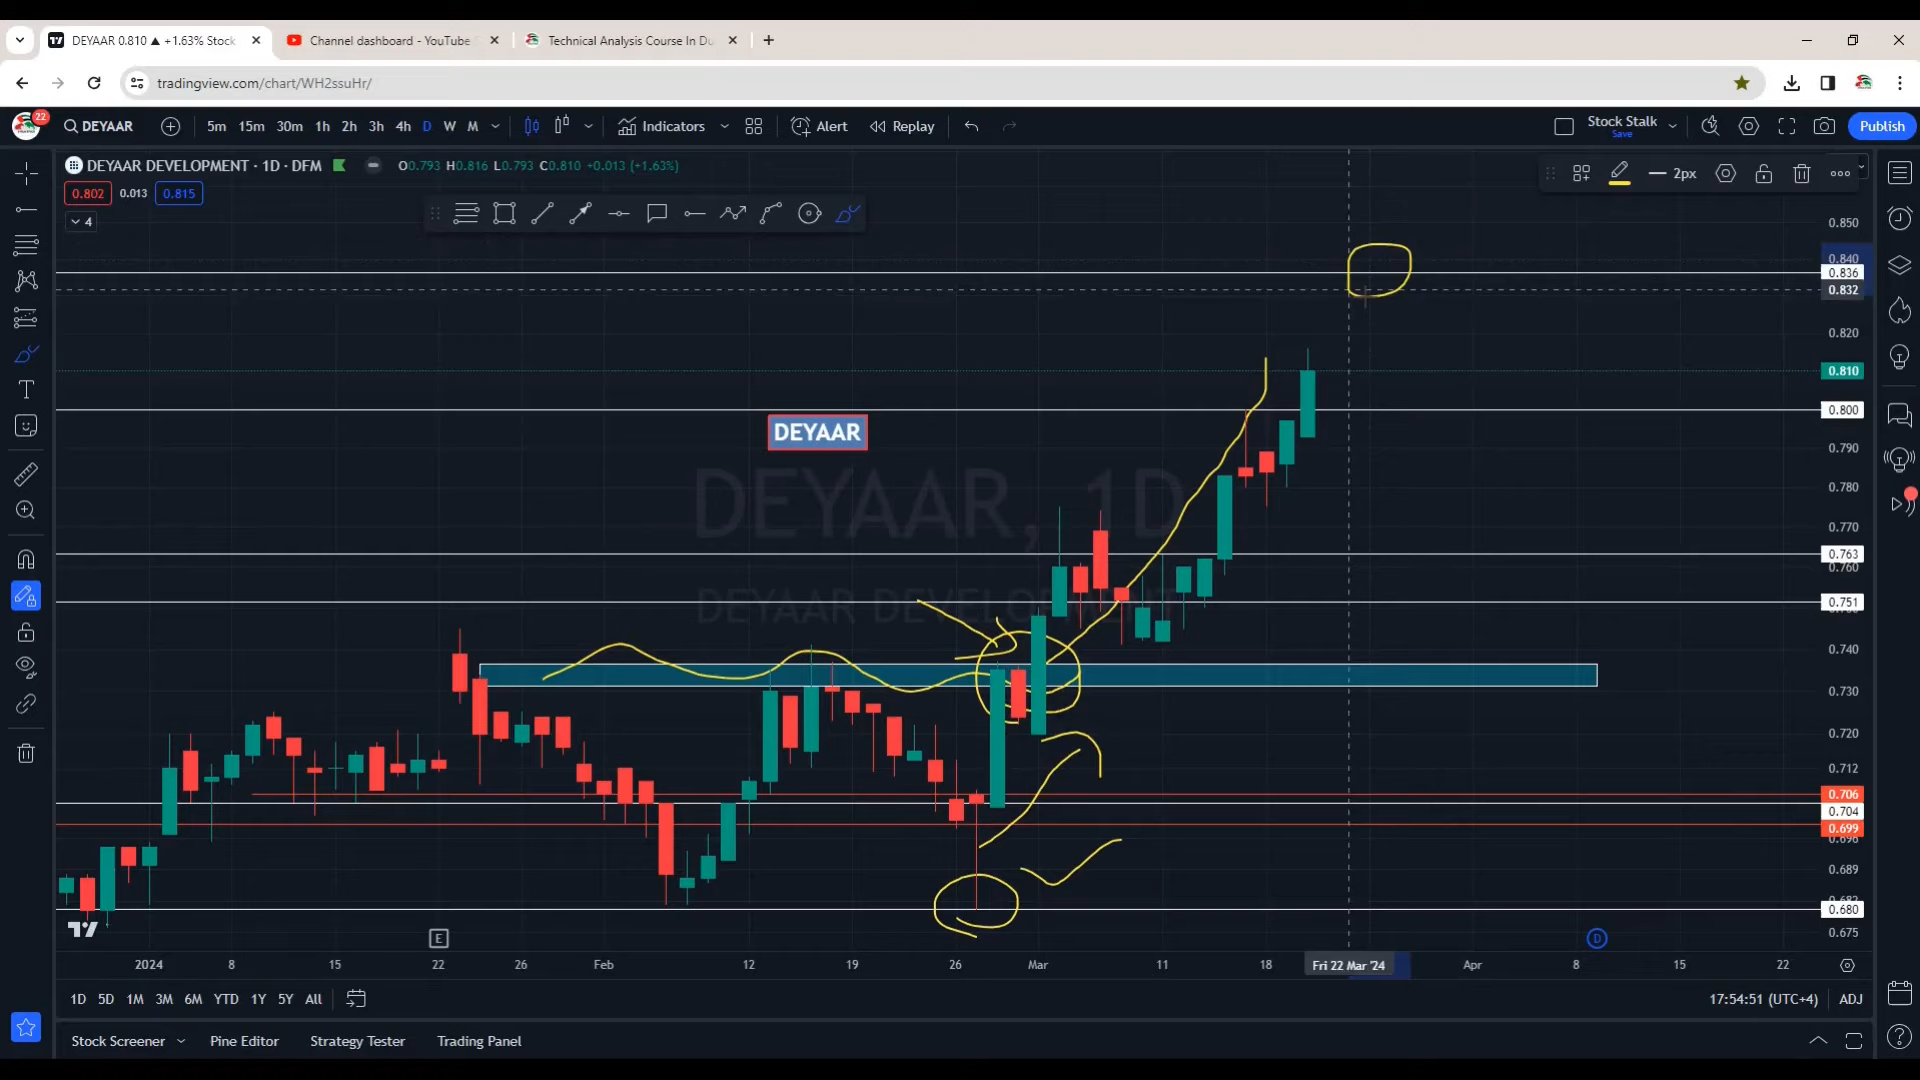 DEYAAR 0.810 ▲ +1.63% Stock
Channel dashboard - YouTube
Technical Analysis Course In Du
tradingview.com/chart/WH2ssuHr/
22
DEYAAR
5m 15m 30m 1h 2h 3h 4h D W M
Indicators
Alert
Replay
Stock Stalk
Save
Publish
DEYAAR DEVELOPMENT · 1D · DFM
O0.793 H0.816 L0.793 C0.810 +0.013 (+1.63%)
0.802 0.013 0.815
4
2px
0.850
0.840
0.836
0.832
0.820
0.810
0.800
0.790
0.780
0.770
0.763
0.760
0.751
0.740
0.730
0.720
0.712
0.706
0.704
0.699
0.696
0.689
0.680
0.675
DEYAAR
DEYAAR, 1D
DEYAAR DEVELOPMENT
E
D
2024 8 15 22 26 Feb 12 19 26 Mar 11 18 Fri 22 Mar '24 Apr 8 15 22
1D 5D 1M 3M 6M YTD 1Y 5Y All
17:54:51 (UTC+4) ADJ
Stock Screener
Pine Editor
Strategy Tester
Trading Panel